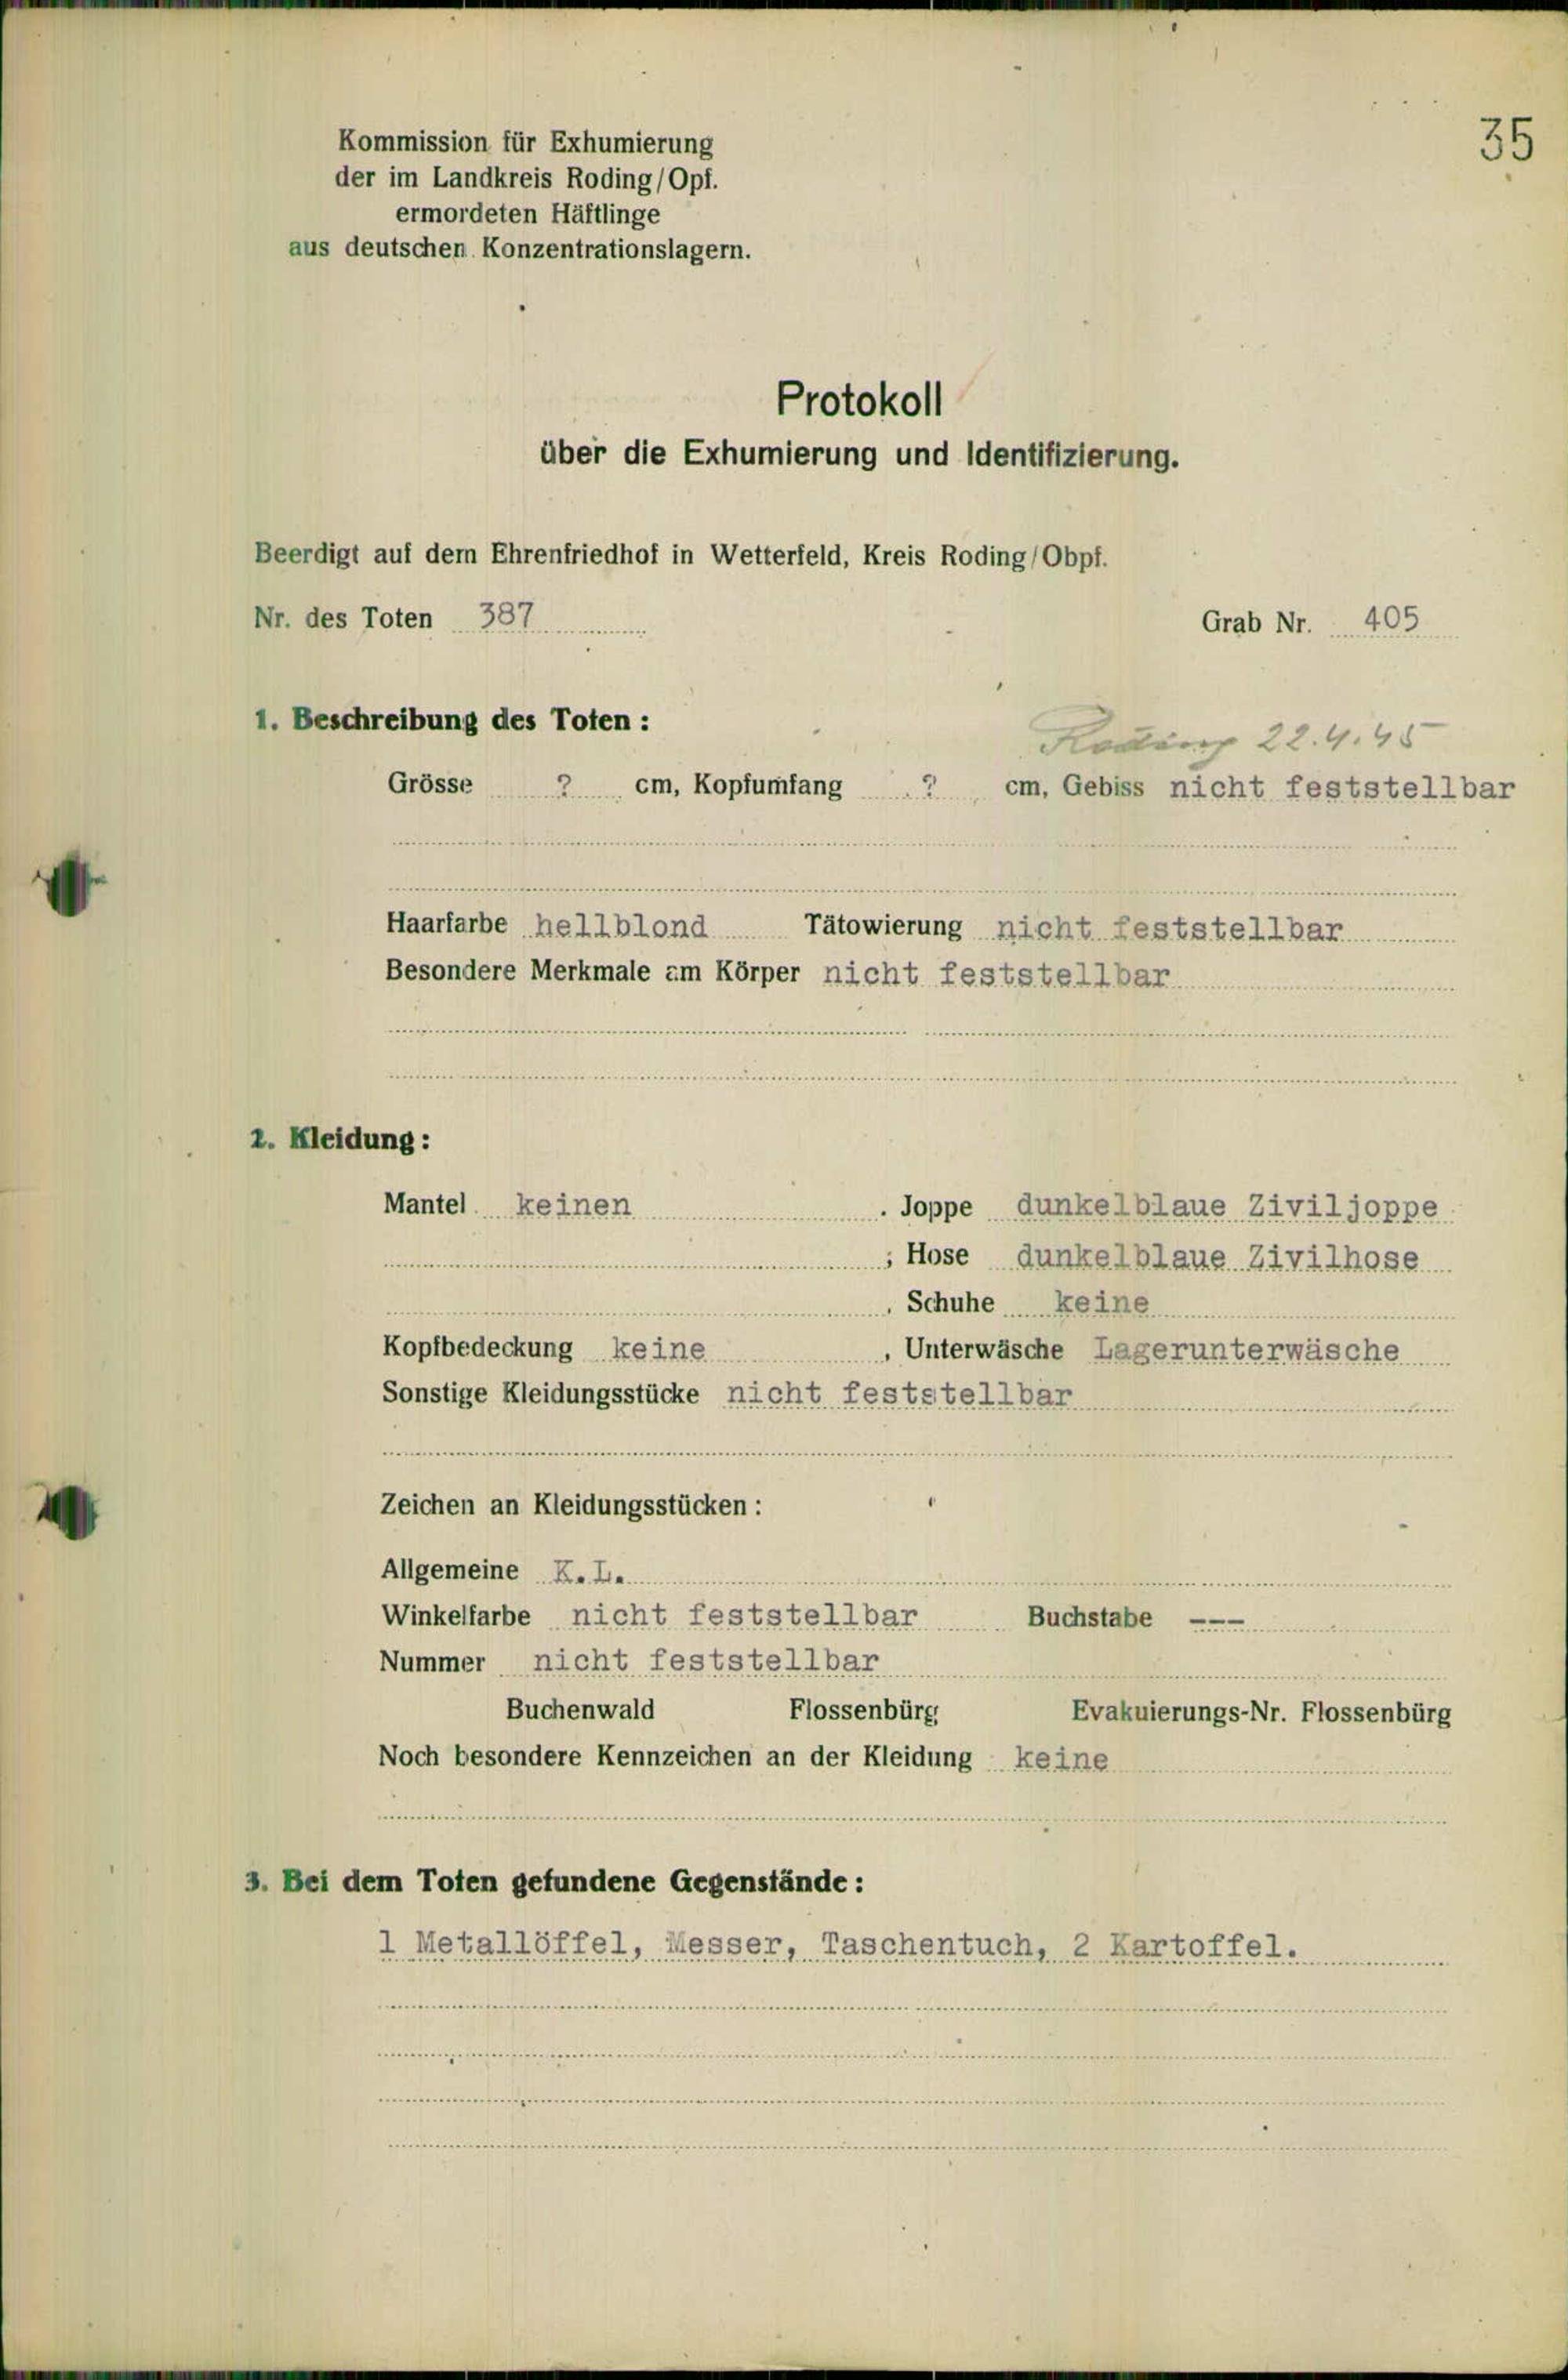 35
Kommission für Exhumierung
der im Landkreis Roding/Opf.
ermordeten Häftlinge
aus deutschen Konzentrationslagern.
Protokoll
über die Exhumierung und Identifizierung.
Beerdigt auf dem Ehrenfriedhof in Wetterfeld, Kreis Roding/Obpf.
Nr. des Toten 387 Grab Nr. 405
1. Beschreibung des Toten:
Roding 22.4.45
Grösse ? cm, Kopfumfang ? cm, Gebiss nicht feststellbar
Haarfarbe hellblond Tätowierung nicht feststellbar
Besondere Merkmale am Körper nicht feststellbar
2. Kleidung:
Mantel keinen . Joppe dunkelblaue Ziviljoppe
; Hose dunkelblaue Zivilhose
, Schuhe keine
Kopfbedeckung keine , Unterwäsche Lagerunterwäsche
Sonstige Kleidungsstücke nicht feststellbar
Zeichen an Kleidungsstücken:
Allgemeine K.L.
Winkelfarbe nicht feststellbar Buchstabe ---
Nummer nicht feststellbar
Buchenwald Flossenbürg Evakuierungs-Nr. Flossenbürg
Noch besondere Kennzeichen an der Kleidung keine
3. Bei dem Toten gefundene Gegenstände:
1 Metallöffel, Messer, Taschentuch, 2 Kartoffel.